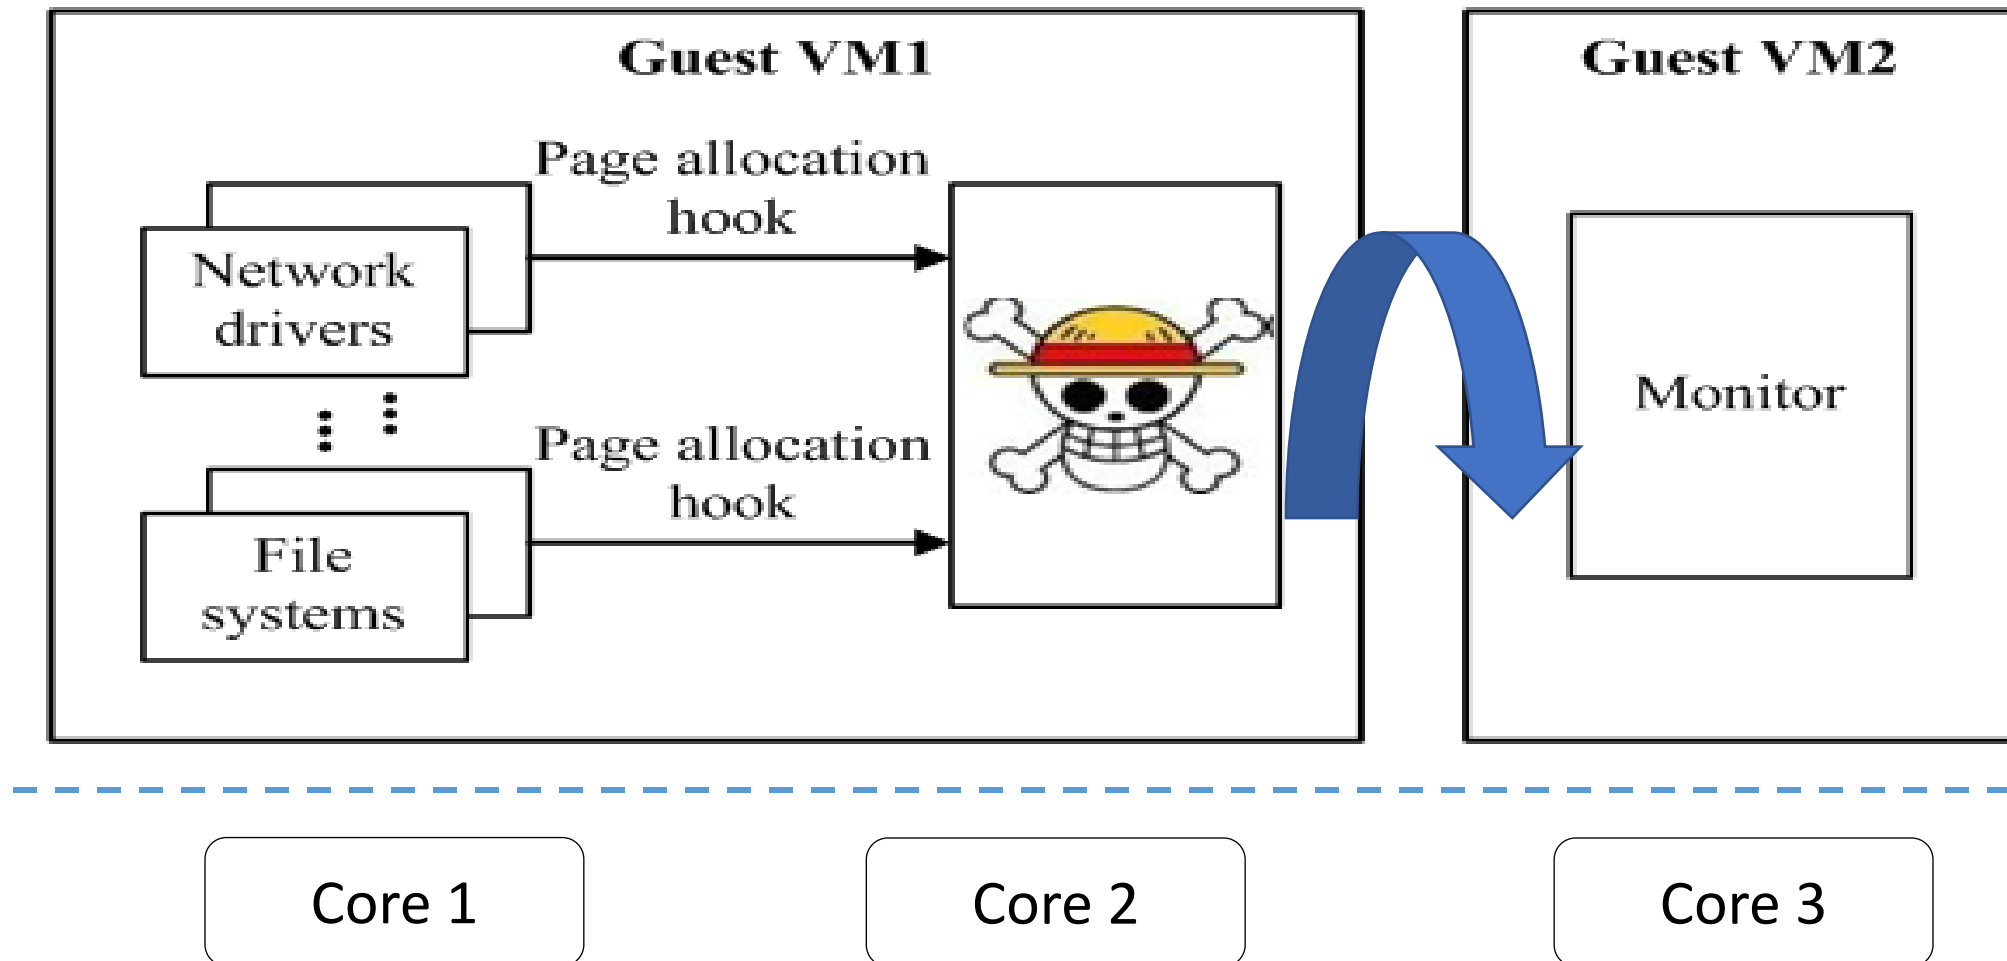 Guest VM1
Guest VM2
Page allocation
hook
Network
drivers
Monitor
Page allocation
hook
File
systems
Core 1
Core 2
Core 3